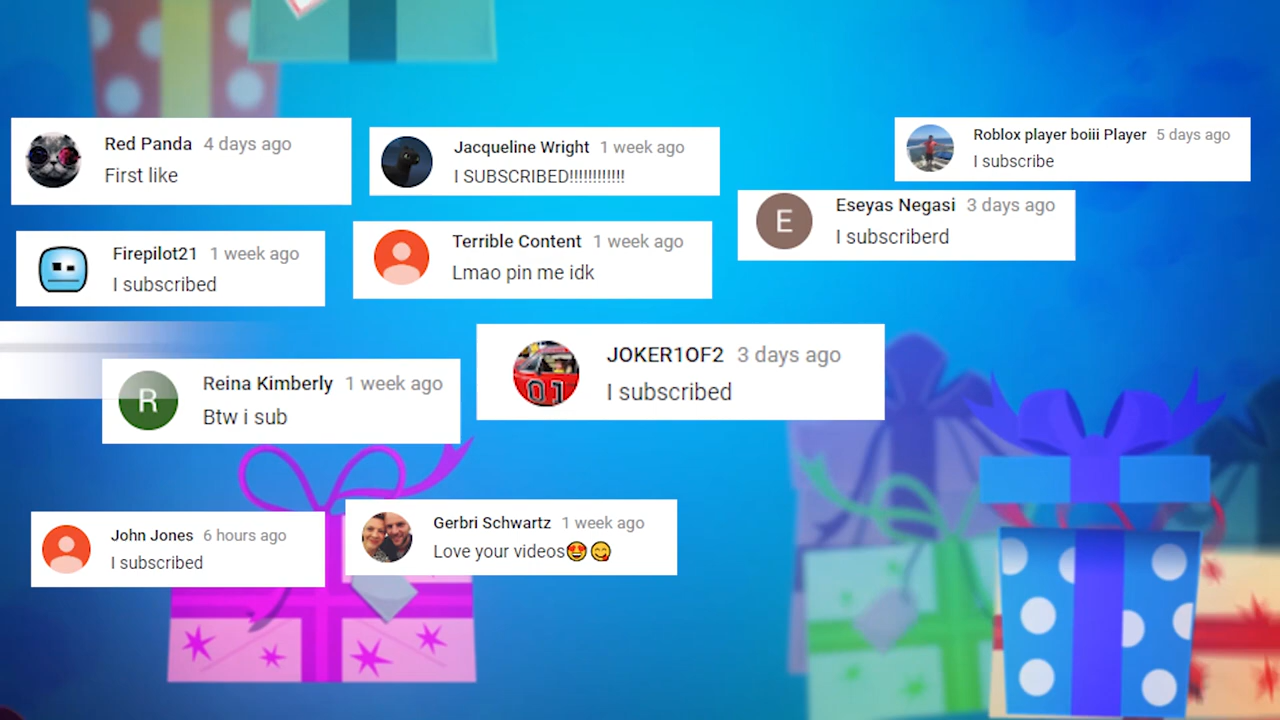 Red Panda 4 days ago
First like
Jacqueline Wright 1 week ago
I SUBSCRIBED!!!!!!!!!!!!
Roblox player boiii Player 5 days ago
I subscribe
E
Eseyas Negasi 3 days ago
I subscriberd
Firepilot21 1 week ago
I subscribed
Terrible Content 1 week ago
Lmao pin me idk
JOKER1OF2 3 days ago
I subscribed
01
R
Reina Kimberly 1 week ago
Btw i sub
John Jones 6 hours ago
I subscribed
Gerbri Schwartz 1 week ago
Love your videos😍😋